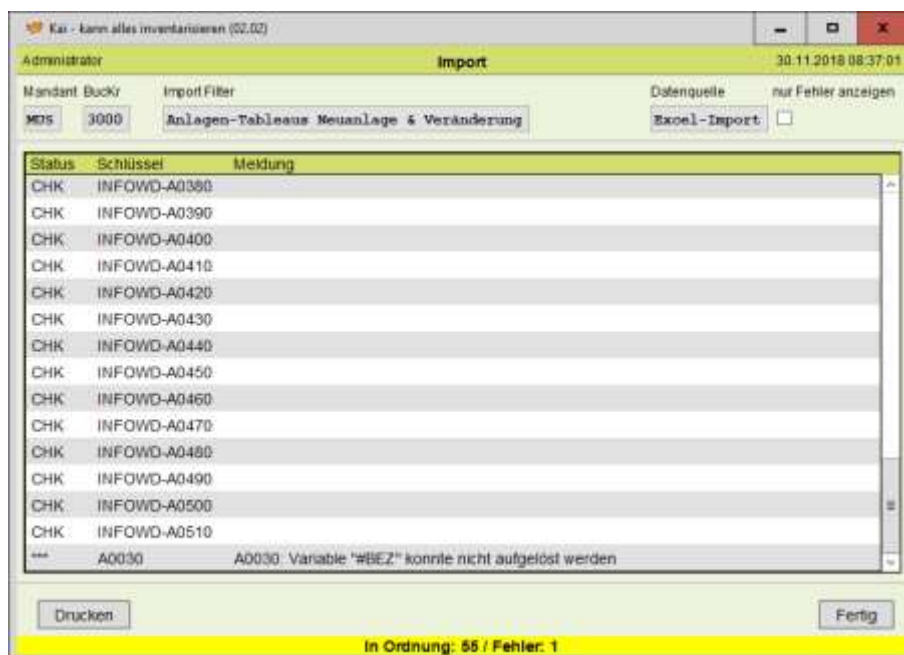 Kai - kann alles inventarisieren (02.02)
Administrator Import 30.11.2018 08:37:01
Mandant BucKr Import Filter Datenquelle nur Fehler anzeigen
MDS 3000 Anlagen-Tableaus Neuanlage & Veränderung Excel-Import
Status Schlüssel Meldung
CHK INFOWD-A0380
CHK INFOWD-A0390
CHK INFOWD-A0400
CHK INFOWD-A0410
CHK INFOWD-A0420
CHK INFOWD-A0430
CHK INFOWD-A0440
CHK INFOWD-A0450
CHK INFOWD-A0460
CHK INFOWD-A0470
CHK INFOWD-A0480
CHK INFOWD-A0490
CHK INFOWD-A0500
CHK INFOWD-A0510
*** A0030 A0030: Variable "#BEZ" konnte nicht aufgelöst werden
Drucken Fertig
In Ordnung: 55 / Fehler: 1